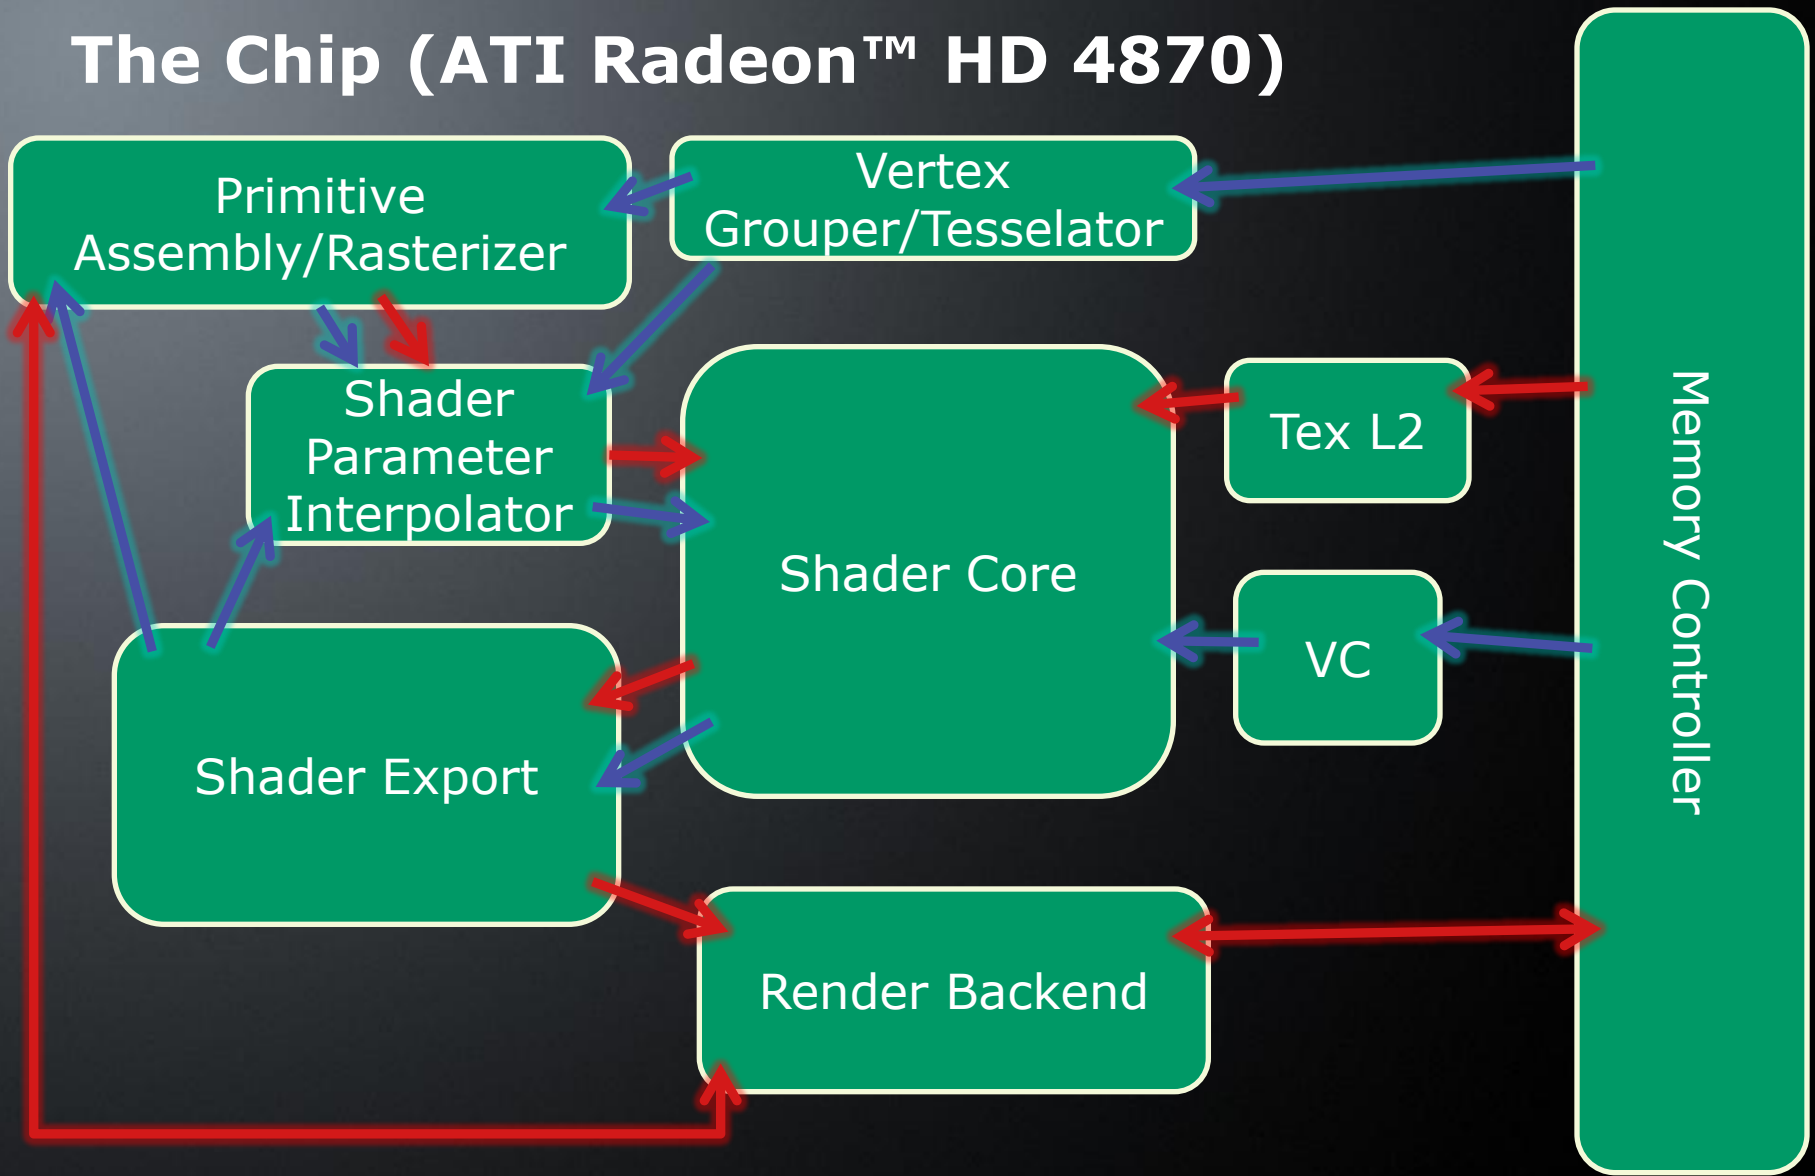 The Chip (ATI Radeon™ HD 4870)
Primitive
Assembly/Rasterizer
Vertex
Grouper/Tesselator
Shader
Parameter
Interpolator
Shader Core
Tex L2
VC
Memory Controller
Shader Export
Render Backend